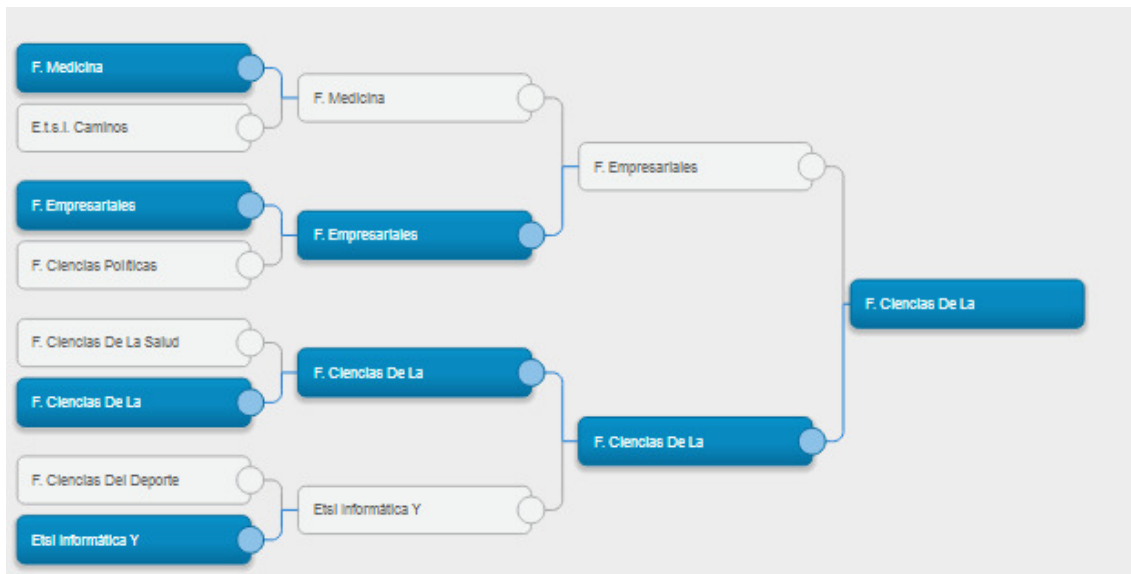 F. Medicina
E.t.s.i. Caminos
F. Medicina
F. Empresariales
F. Ciencias Políticas
F. Empresariales
F. Empresariales
F. Ciencias De La Salud
F. Ciencias De La
F. Ciencias De La
F. Ciencias Del Deporte
Etsi Informática Y
Etsi Informática Y
F. Ciencias De La
F. Ciencias De La